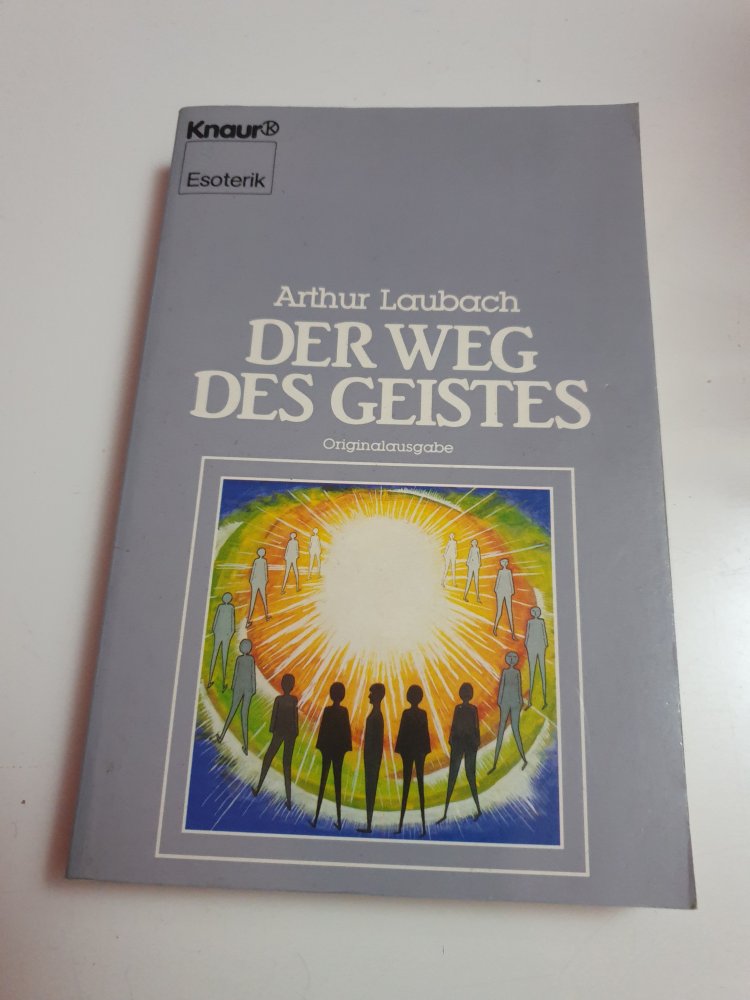 Knaur®
Esoterik
Arthur Laubach
DER WEG
DES GEISTES
Originalausgabe